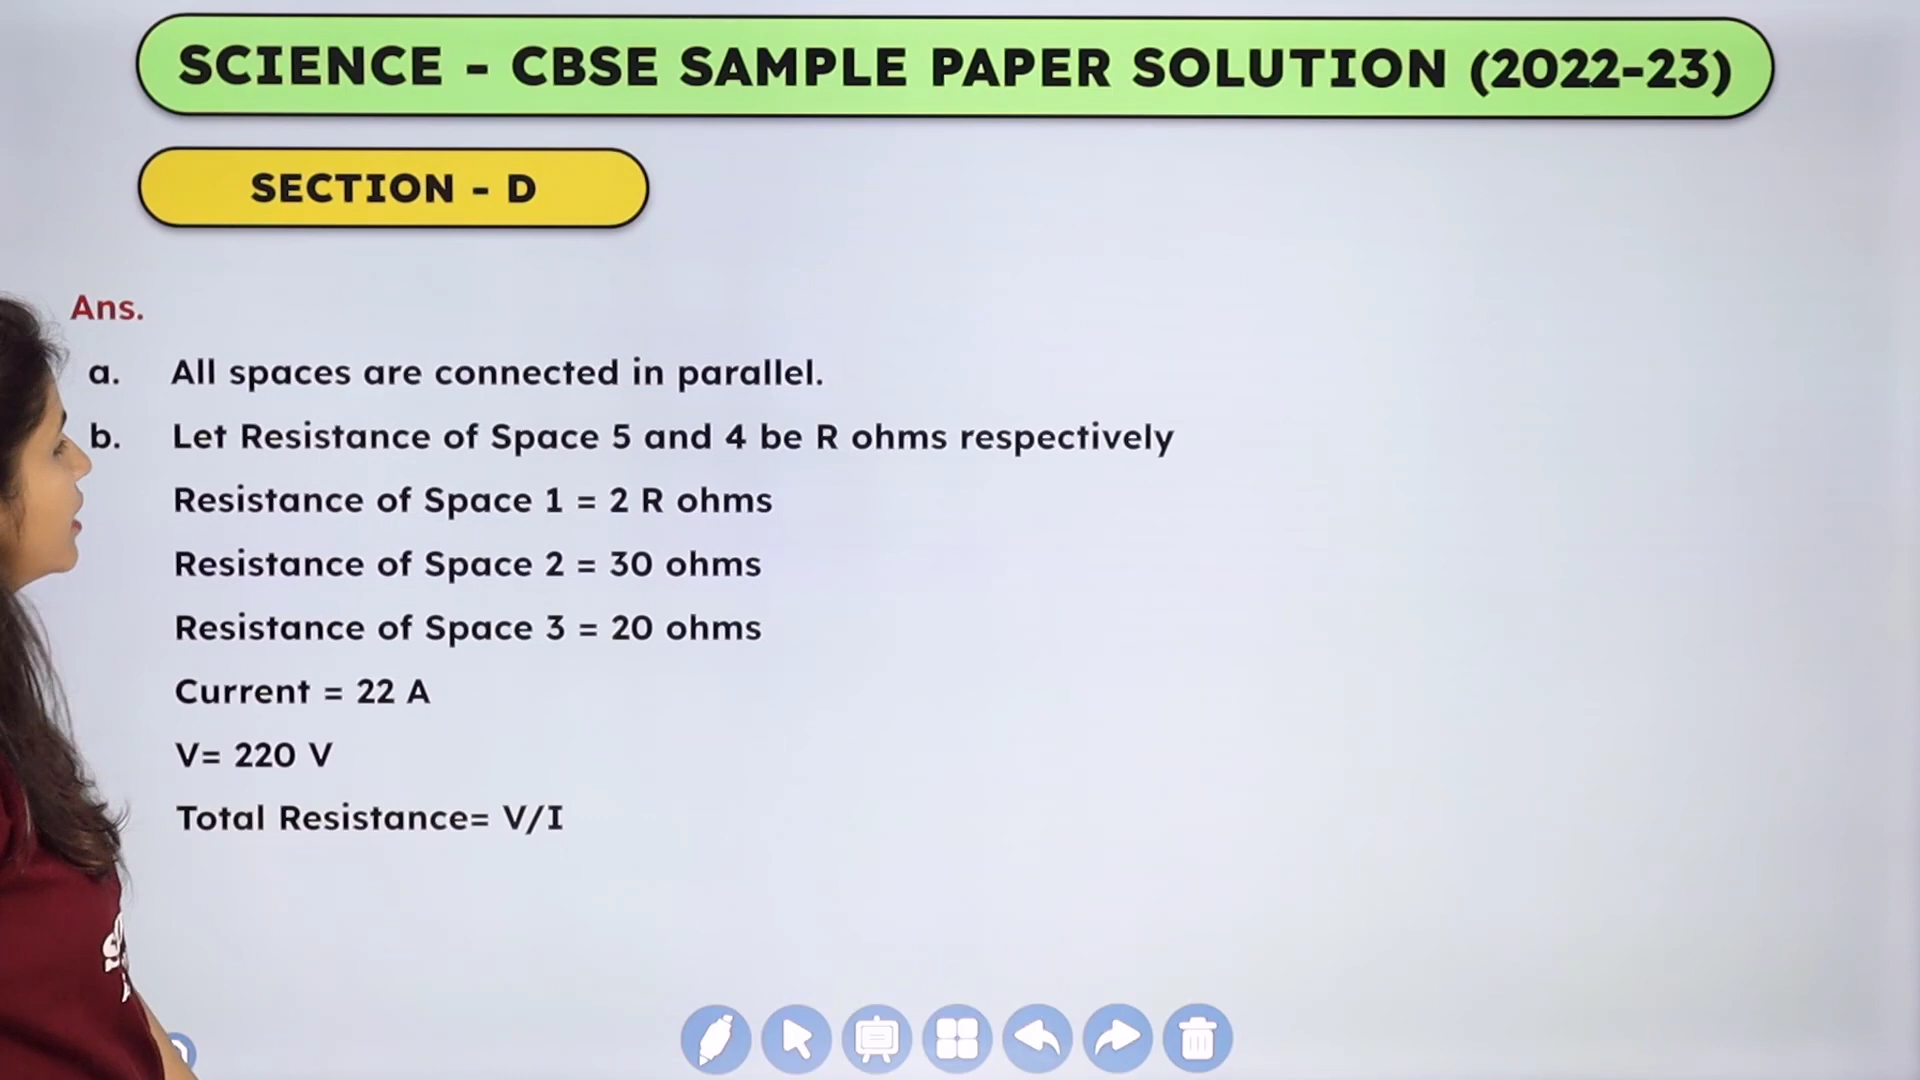 SCIENCE - CBSE SAMPLE PAPER SOLUTION (2022-23)
SECTION - D
Ans.
a. All spaces are connected in parallel.
b. Let Resistance of Space 5 and 4 be R ohms respectively
Resistance of Space 1 = 2 R ohms
Resistance of Space 2 = 30 ohms
Resistance of Space 3 = 20 ohms
Current = 22 A
V= 220 V
Total Resistance= V/I